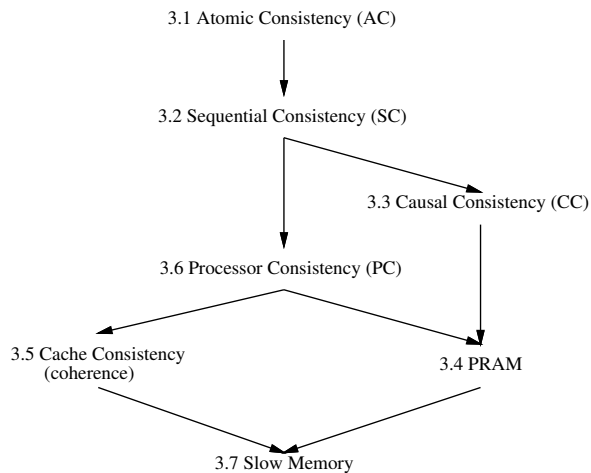 3.1 Atomic Consistency (AC)
3.2 Sequential Consistency (SC)
3.3 Causal Consistency (CC)
3.6 Processor Consistency (PC)
3.5 Cache Consistency
(coherence)
3.4 PRAM
3.7 Slow Memory